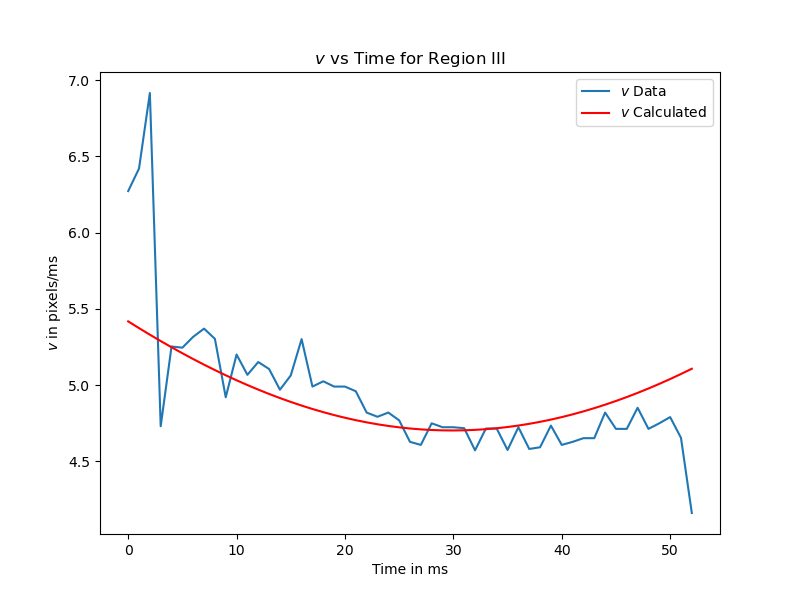 v vs Time for Region III
v Data
v Calculated
7.0
6.5
6.0
5.5
5.0
4.5
v in pixels/ms
0 10 20 30 40 50
Time in ms